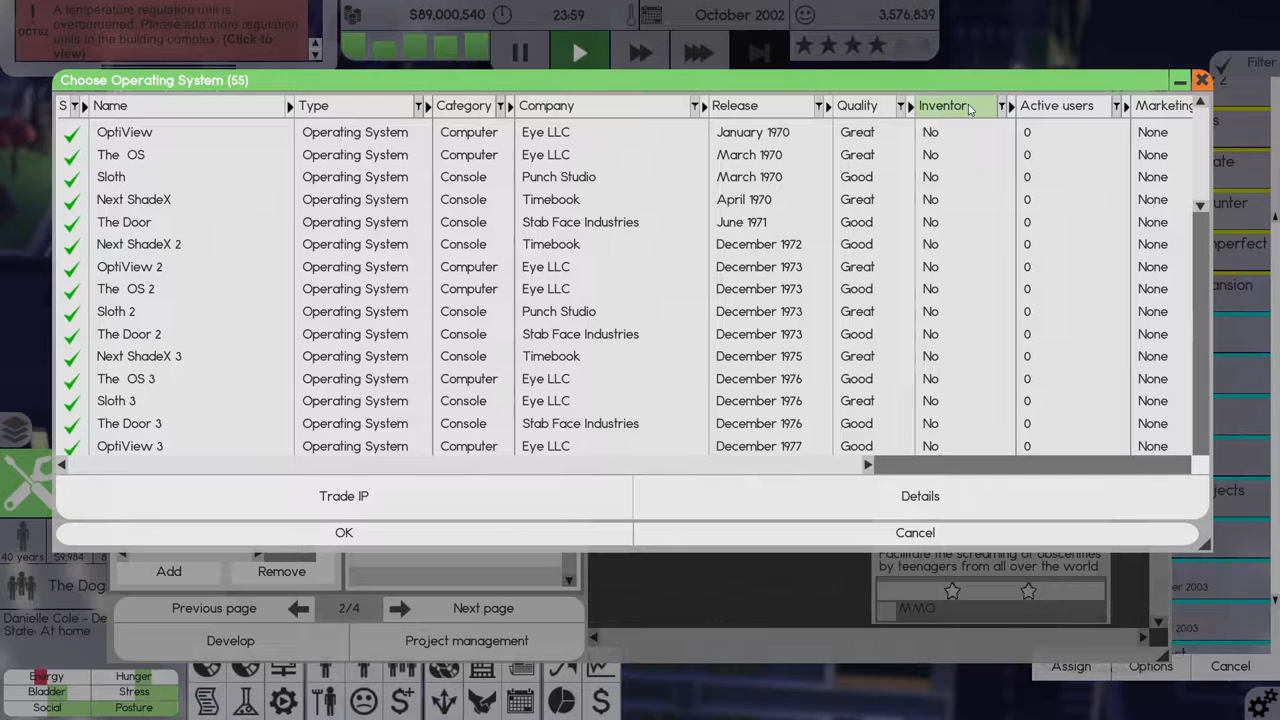 A temperature regulation unit is
overburdened. Please add more regulation
units to the building complex. (Click to
view)
OCT02
$89,000,540
23:59
October 2002
3,576,839
Filter
Choose Operating System (55)
S Name Type Category Company Release Quality Inventor Active users Marketing
OptiView Operating System Computer Eye LLC January 1970 Great No 0 None
The OS Operating System Computer Eye LLC March 1970 Great No 0 None
Sloth Operating System Console Punch Studio March 1970 Good No 0 None
Next ShadeX Operating System Console Timebook April 1970 Great No 0 None
The Door Operating System Console Stab Face Industries June 1971 Good No 0 None
Next ShadeX 2 Operating System Console Timebook December 1972 Good No 0 None
OptiView 2 Operating System Computer Eye LLC December 1973 Great No 0 None
The OS 2 Operating System Computer Eye LLC December 1973 Great No 0 None
Sloth 2 Operating System Console Punch Studio December 1973 Good No 0 None
The Door 2 Operating System Console Stab Face Industries December 1973 Good No 0 None
Next ShadeX 3 Operating System Console Timebook December 1975 Great No 0 None
The OS 3 Operating System Computer Eye LLC December 1976 Good No 0 None
Sloth 3 Operating System Console Eye LLC December 1976 Great No 0 None
The Door 3 Operating System Console Stab Face Industries December 1976 Good No 0 None
OptiView 3 Operating System Computer Eye LLC December 1977 Good No 0 None
Trade IP Details
OK Cancel
40 years $9,984
The Dog
Danielle Cole - De
State: At home
Add Remove
Previous page 2/4 Next page
Develop Project management
Facilitate the screaming of obscenities
by teenagers from all over the world
MMO
2003
2003
Assign Options Cancel
Energy Hunger
Bladder Stress
Social Posture